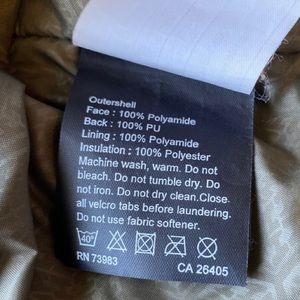 Outershell
Face : 100% Polyamide
Back : 100% PU
Lining : 100% Polyamide
Insulation : 100% Polyester
Machine wash, warm. Do not
bleach. Do not tumble dry. Do
not iron. Do not dry clean.Close
all velcro tabs before laundering.
Do not use fabric softener.
40°
RN 73983 CA 26405